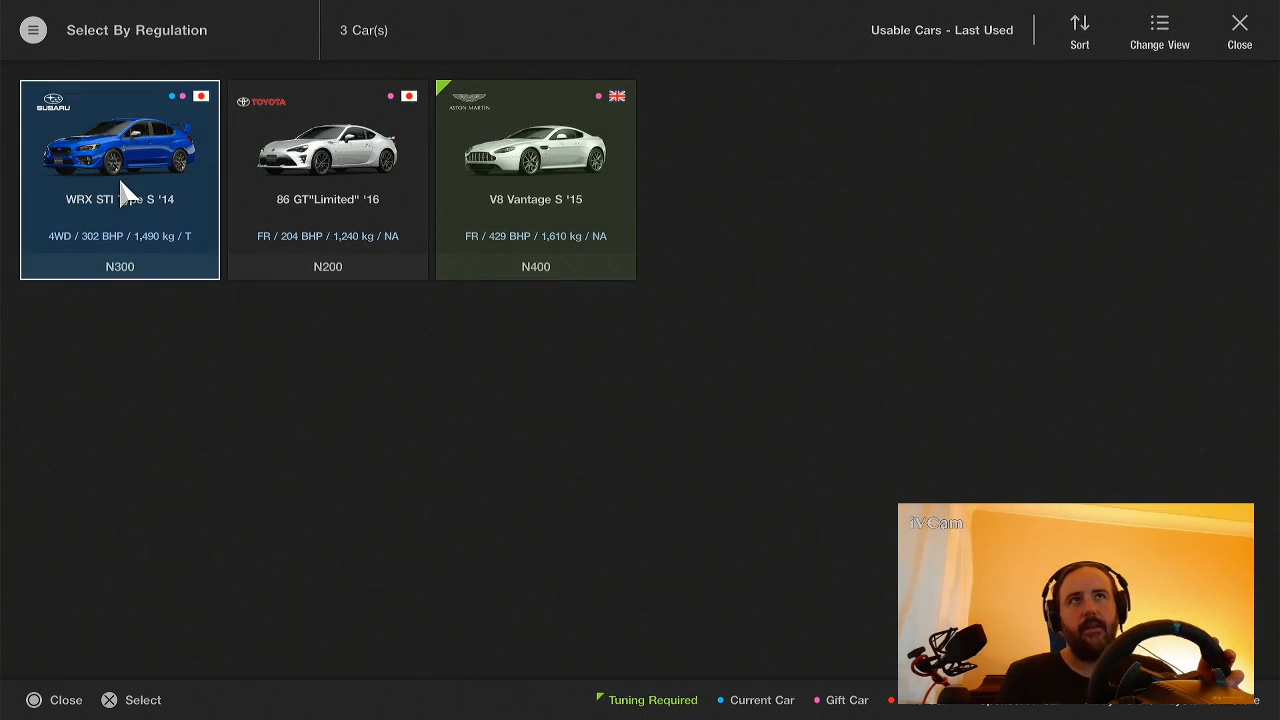 Select By Regulation
3 Car(s)
Usable Cars - Last Used
Sort
Change View
Close
SUBARU
WRX STI Type S '14
4WD / 302 BHP / 1,490 kg / T
N300
TOYOTA
86 GT"Limited" '16
FR / 204 BHP / 1,240 kg / NA
N200
ASTON MARTIN
V8 Vantage S '15
FR / 429 BHP / 1,610 kg / NA
N400
iVCam
Close
Select
Tuning Required
Current Car
Gift Car